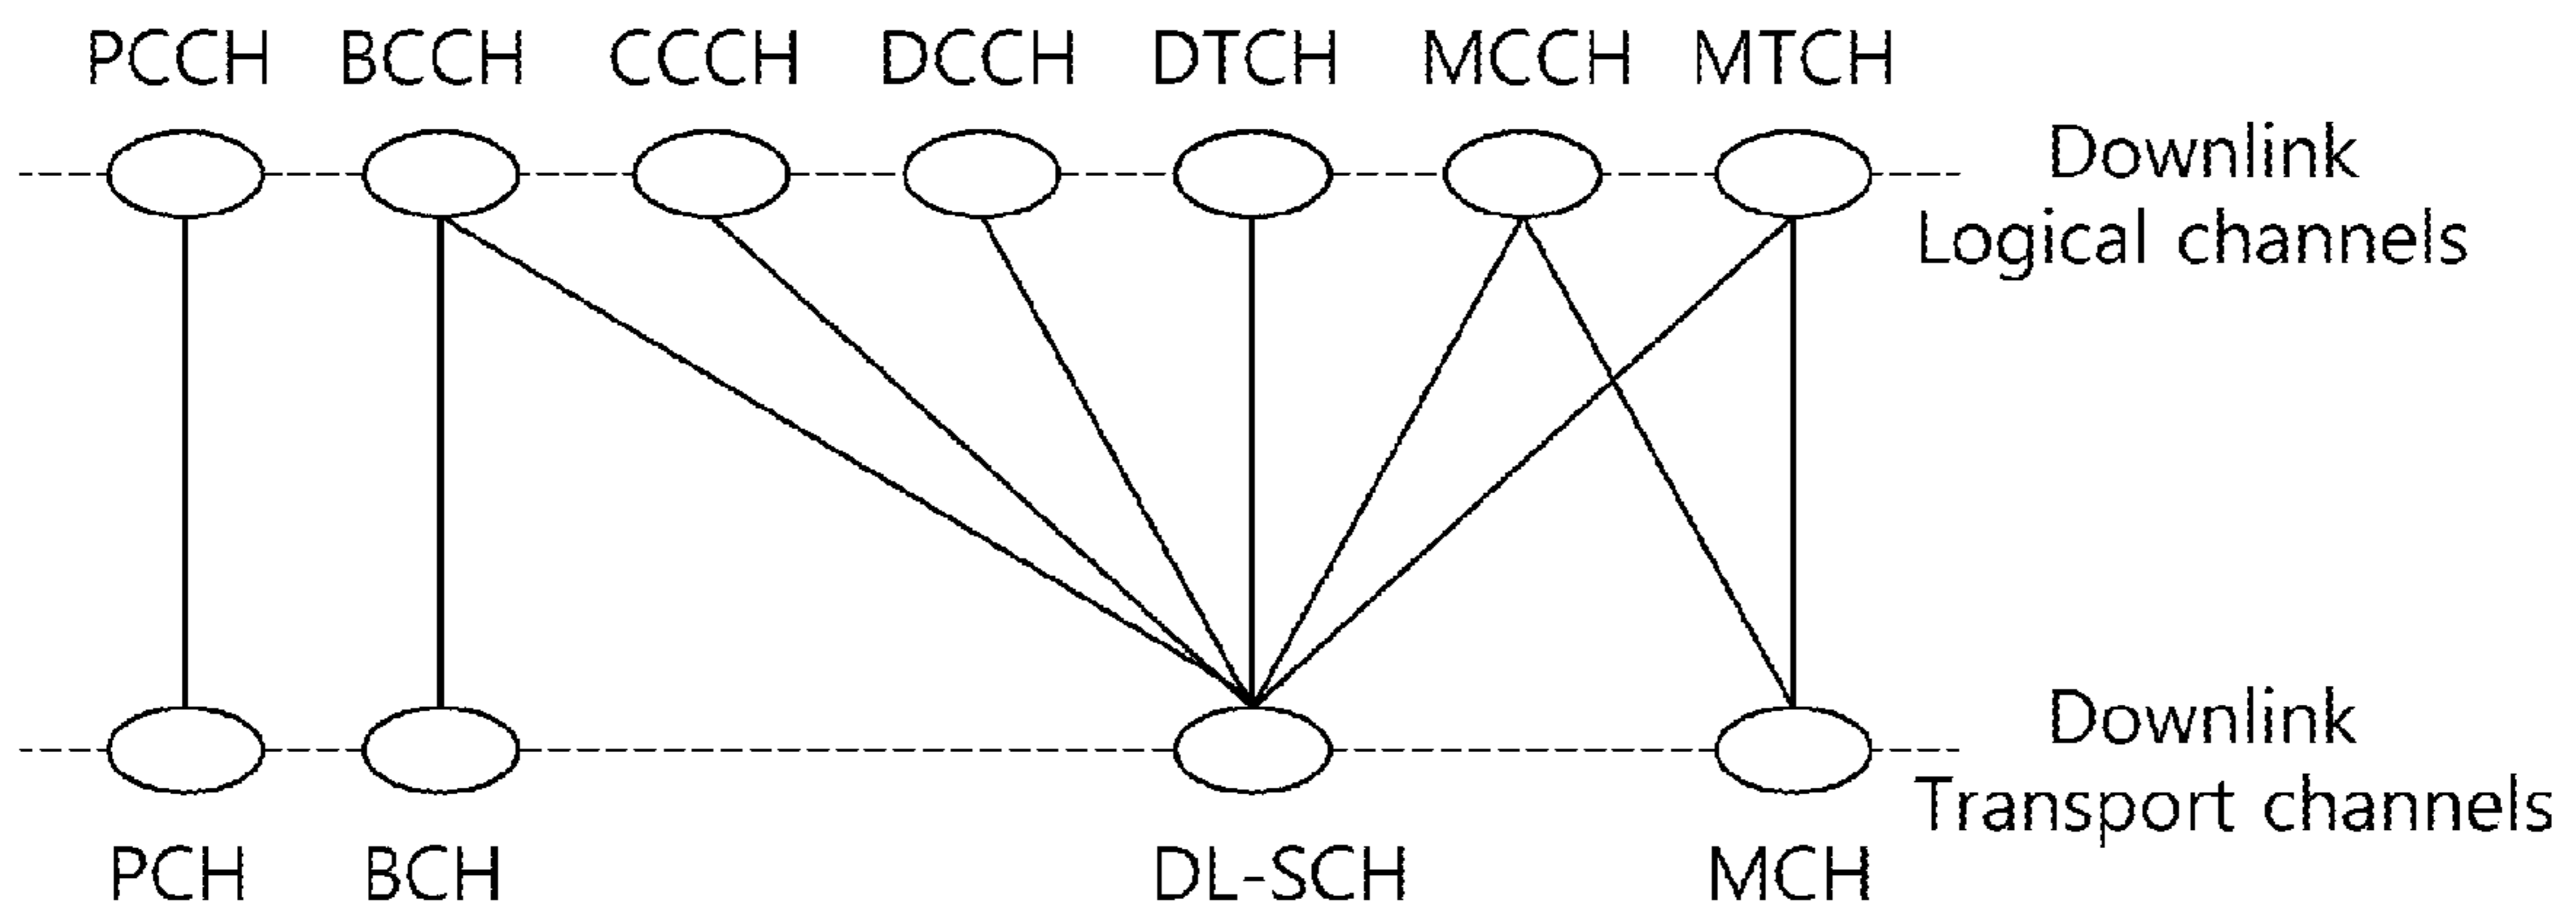 PCCH BCCH CCCH DCCH DTCH MCCH MTCH
Downlink
Logical channels
Downlink
Transport channels
PCH BCH DL-SCH MCH